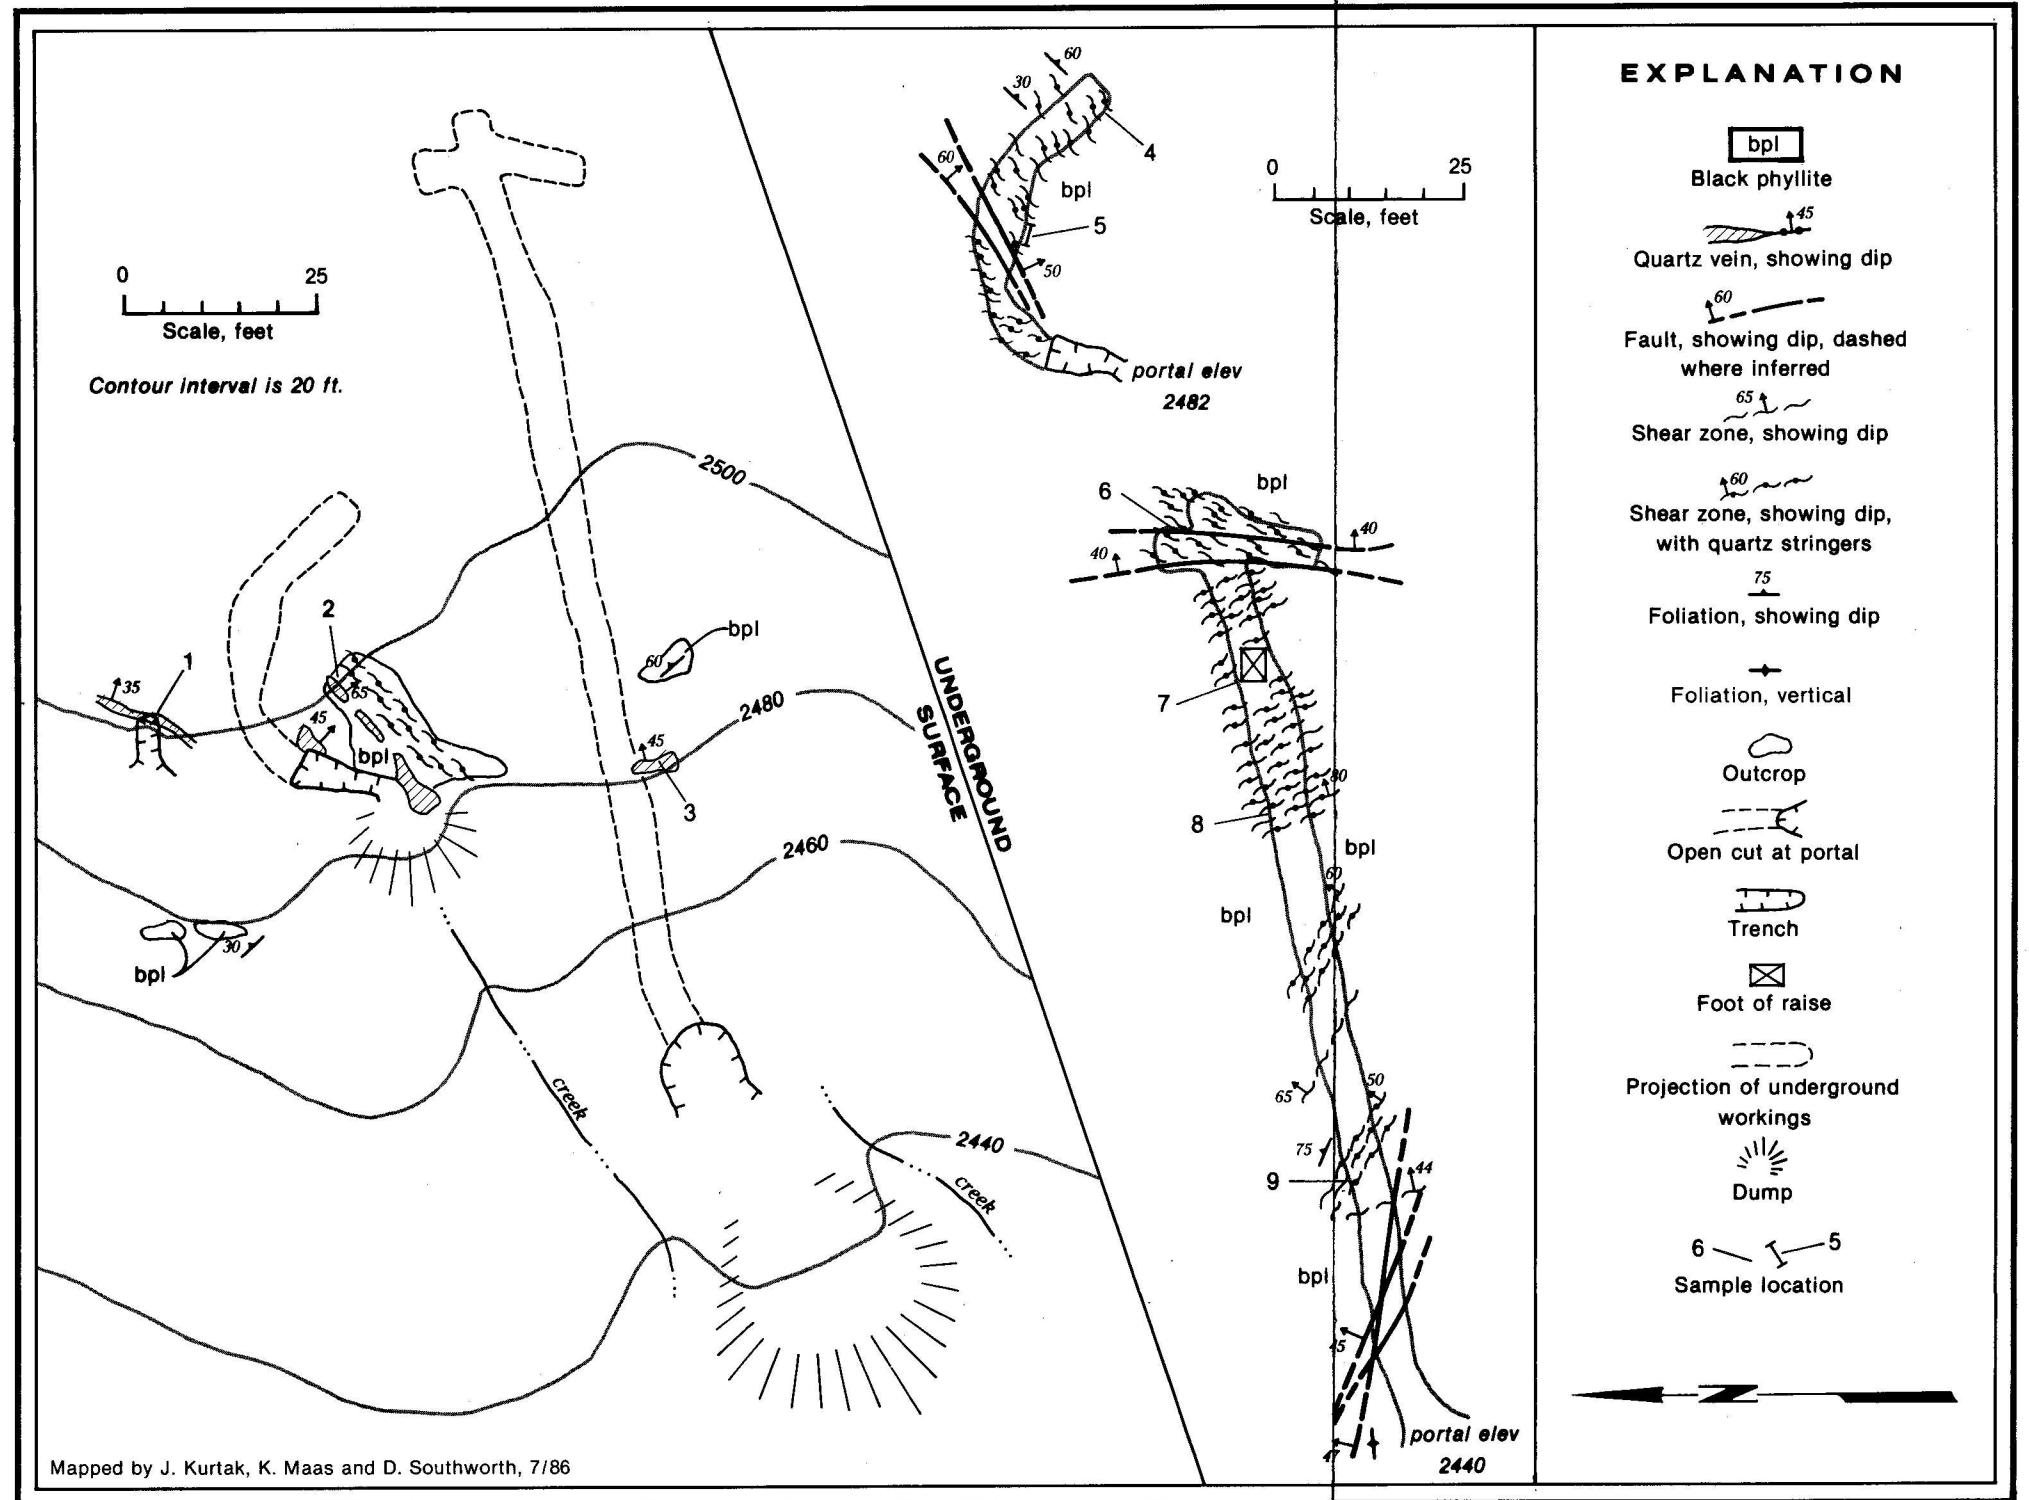 0 25
Scale, feet
Contour interval is 20 ft.
2500
2
bpl
60
1
35
65
45
bpl
2480
45
3
2460
30
bpl
creek
2440
creek
UNDERGROUND
SURFACE
Mapped by J. Kurtak, K. Maas and D. Southworth, 7/86
60
30
4
60
bpl
5
50
portal elev
2482
0 25
Scale, feet
6
bpl
40
40
7
80
8
bpl
60
bpl
65
50
75
9
44
bpl
45
47
portal elev
2440
EXPLANATION
bpl
Black phyllite
45
Quartz vein, showing dip
60
Fault, showing dip, dashed
where inferred
65
Shear zone, showing dip
60
Shear zone, showing dip,
with quartz stringers
75
Foliation, showing dip
Foliation, vertical
Outcrop
Open cut at portal
Trench
Foot of raise
Projection of underground
workings
Dump
6 5
Sample location
N